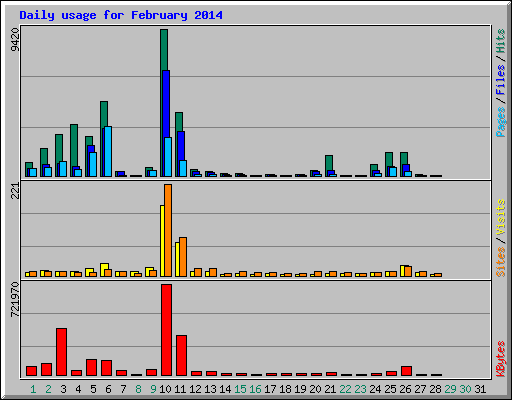 Daily usage for February 2014
9420
Pages / Files / Hits
221
Sites / Visits
721970
KBytes
1 2 3 4 5 6 7 8 9 10 11 12 13 14 15 16 17 18 19 20 21 22 23 24 25 26 27 28 29 30 31